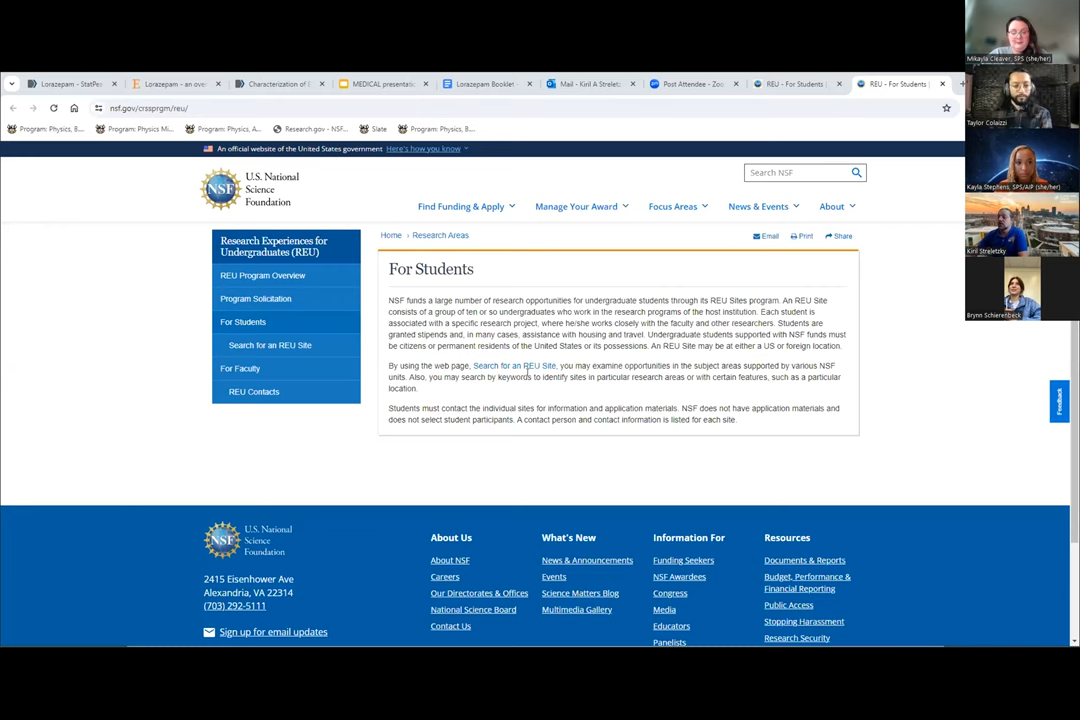 Lorazepam - StatPea
Lorazepam - an over
Characterization of E
MEDICAL presentatio
Lorazepam Booklet -
Mail - Kiril A Streletz
Post Attendee - Zoo
REU - For Students |
REU - For Students |
nsf.gov/crssprgm/reu/
Program: Physics, B...
Program: Physics Mi...
Program: Physics, A...
Research.gov - NSF...
Slate
Program: Physics, B...
An official website of the United States government Here's how you know
NSF
U.S. National
Science
Foundation
Search NSF
Find Funding & Apply
Manage Your Award
Focus Areas
News & Events
About
Research Experiences for
Undergraduates (REU)
REU Program Overview
Program Solicitation
For Students
Search for an REU Site
For Faculty
REU Contacts
Home › Research Areas
Email
Print
Share
For Students
NSF funds a large number of research opportunities for undergraduate students through its REU Sites program. An REU Site
consists of a group of ten or so undergraduates who work in the research programs of the host institution. Each student is
associated with a specific research project, where he/she works closely with the faculty and other researchers. Students are
granted stipends and, in many cases, assistance with housing and travel. Undergraduate students supported with NSF funds must
be citizens or permanent residents of the United States or its possessions. An REU Site may be at either a US or foreign location.
By using the web page, Search for an REU Site, you may examine opportunities in the subject areas supported by various NSF
units. Also, you may search by keywords to identify sites in particular research areas or with certain features, such as a particular
location.
Students must contact the individual sites for information and application materials. NSF does not have application materials and
does not select student participants. A contact person and contact information is listed for each site.
Feedback
NSF
U.S. National
Science
Foundation
2415 Eisenhower Ave
Alexandria, VA 22314
(703) 292-5111
Sign up for email updates
About Us
About NSF
Careers
Our Directorates & Offices
National Science Board
Contact Us
What's New
News & Announcements
Events
Science Matters Blog
Multimedia Gallery
Information For
Funding Seekers
NSF Awardees
Congress
Media
Educators
Panelists
Resources
Documents & Reports
Budget, Performance &
Financial Reporting
Public Access
Stopping Harassment
Research Security
Mikayla Cleaver, SPS (she/her)
Taylor Colaizzi
Kayla Stephens, SPS/AIP (she/her)
Kiril Streletzky
Brynn Schierenbeck